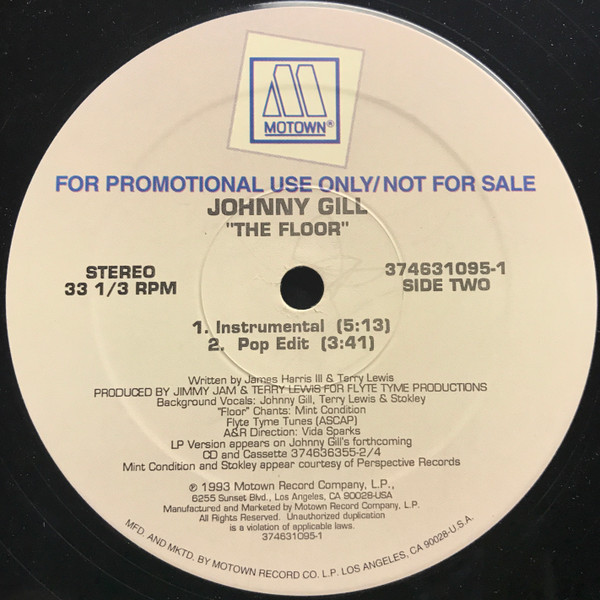 MOTOWN®
FOR PROMOTIONAL USE ONLY/NOT FOR SALE
JOHNNY GILL
"THE FLOOR"
STEREO
33 1/3 RPM
374631095-1
SIDE TWO
1. Instrumental (5:13)
2. Pop Edit (3:41)
Written by James Harris III & Terry Lewis
PRODUCED BY JIMMY JAM & TERRY LEWIS FOR FLYTE TYME PRODUCTIONS
Background Vocals: Johnny Gill, Terry Lewis & Stokley
"Floor" Chants: Mint Condition
Flyte Tyme Tunes (ASCAP)
A&R Direction: Vida Sparks
LP Version appears on Johnny Gill's forthcoming
CD and Cassette 374636355-2/4
Mint Condition and Stokley appear courtesy of Perspective Records
℗ 1993 Motown Record Company, L.P.,
6255 Sunset Blvd., Los Angeles, CA 90028-USA
Manufactured and Marketed by Motown Record Company, L.P.
All Rights Reserved. Unauthorized duplication
is a violation of applicable laws.
374631095-1
MFD. AND MKTD. BY MOTOWN RECORD CO. L.P. LOS ANGELES, CA 90028-U.S.A.